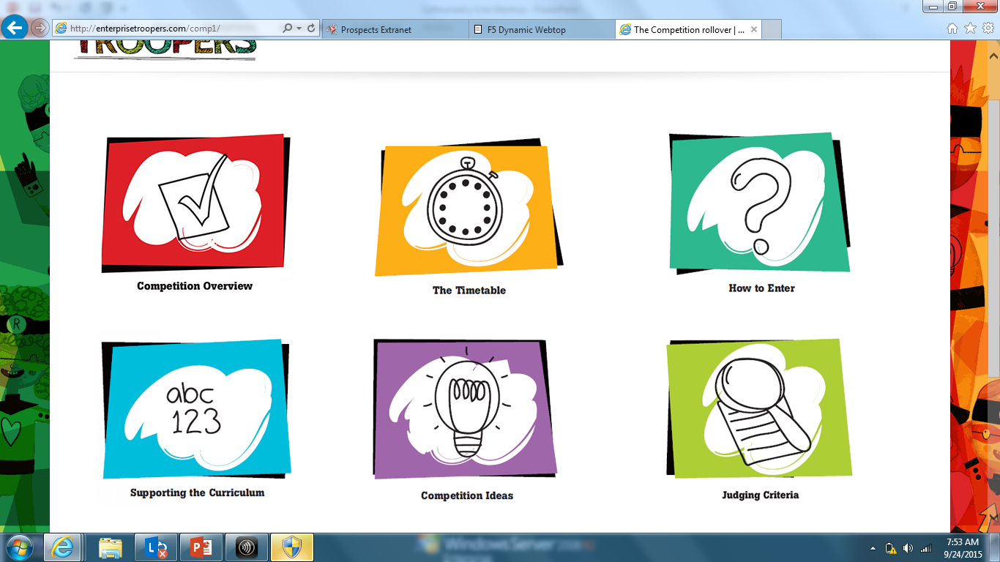 http://enterprisetroopers.com/comp1/
Prospects Extranet
F5 Dynamic Webtop
The Competition rollover | ...
TROOPERS
Competition Overview
The Timetable
How to Enter
R
abc
123
Supporting the Curriculum
Competition Ideas
Judging Criteria
7:53 AM
9/24/2015